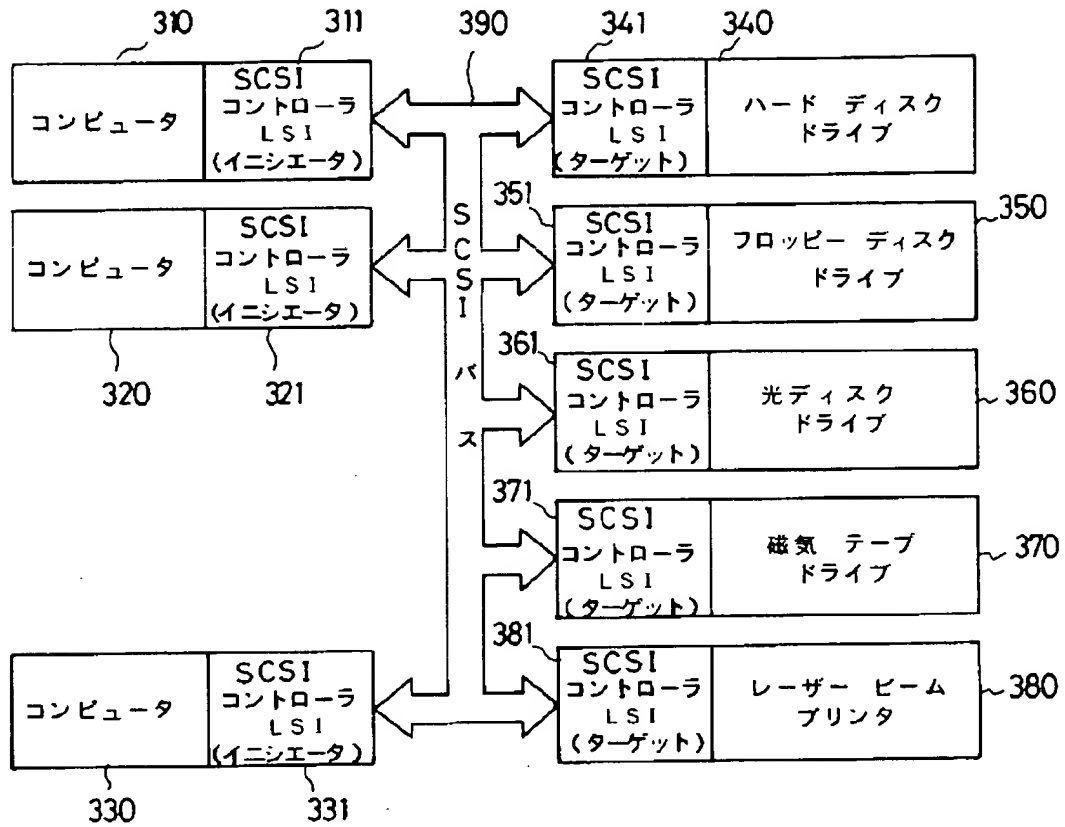 310
311
390
341
340
コンピュータ
SCSI
コントローラ
LSI
(イニシエータ)
SCSI
コントローラ
LSI
(ターゲット)
ハード ディスク
ドライブ
コンピュータ
SCSI
コントローラ
LSI
(イニシエータ)
320
321
SCSI バス
351
SCSI
コントローラ
LSI
(ターゲット)
フロッピー ディスク
ドライブ
350
361
SCSI
コントローラ
LSI
(ターゲット)
光ディスク
ドライブ
360
371
SCSI
コントローラ
LSI
(ターゲット)
磁気 テープ
ドライブ
370
コンピュータ
SCSI
コントローラ
LSI
(イニシエータ)
330
331
381
SCSI
コントローラ
LSI
(ターゲット)
レーザー ビーム
プリンタ
380